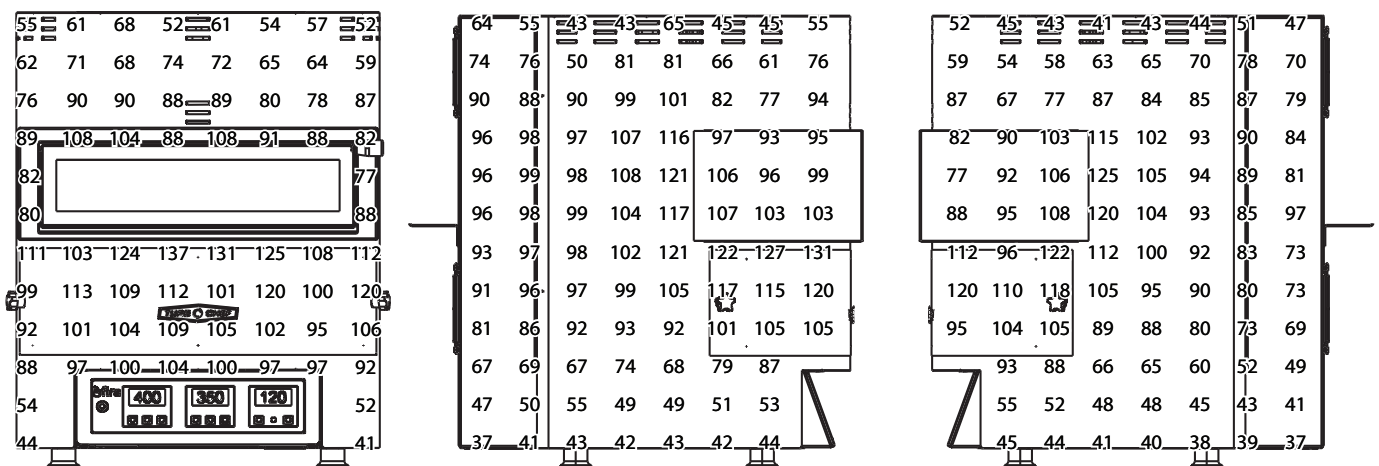 55 61 68 52 61 54 57 52 64 55 43 43 65 45 45 55 52 45 43 41 43 44 51 47
62 71 68 74 72 65 64 59 74 76 50 81 81 66 61 76 59 54 58 63 65 70 78 70
76 90 90 88 89 80 78 87 90 88 90 99 101 82 77 94 87 67 77 87 84 85 87 79
89 108 104 88 108 91 88 82 96 98 97 107 116 97 93 95 82 90 103 115 102 93 90 84
82 77 96 99 98 108 121 106 96 99 77 92 106 125 105 94 89 81
80 88 96 98 99 104 117 107 103 103 88 95 108 120 104 93 85 97
111 103 124 137 131 125 108 112 93 97 98 102 121 122 127 131 112 96 122 112 100 92 83 73
99 113 109 112 101 120 100 120 91 96 97 99 105 117 115 120 120 110 118 105 95 90 80 73
TURBO CHEF
92 101 104 109 105 102 95 106 81 86 92 93 92 101 105 105 95 104 105 89 88 80 73 69
88 97 100 104 100 97 97 92 67 69 67 74 68 79 87 93 88 66 65 60 52 49
fire 400 350 120
54 52 47 50 55 49 49 51 53 55 52 48 48 45 43 41
44 41 37 41 43 42 43 42 44 45 44 41 40 38 39 37